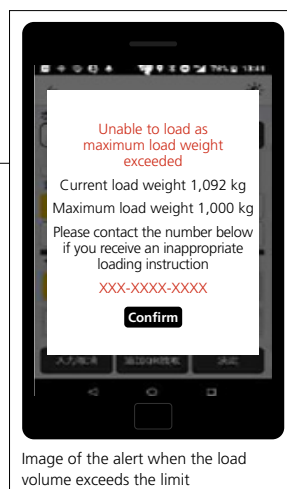 18:41
Unable to load as
maximum load weight
exceeded
Current load weight 1,092 kg
Maximum load weight 1,000 kg
Please contact the number below
if you receive an inappropriate
loading instruction
XXX-XXXX-XXXX
Confirm
Image of the alert when the load
volume exceeds the limit